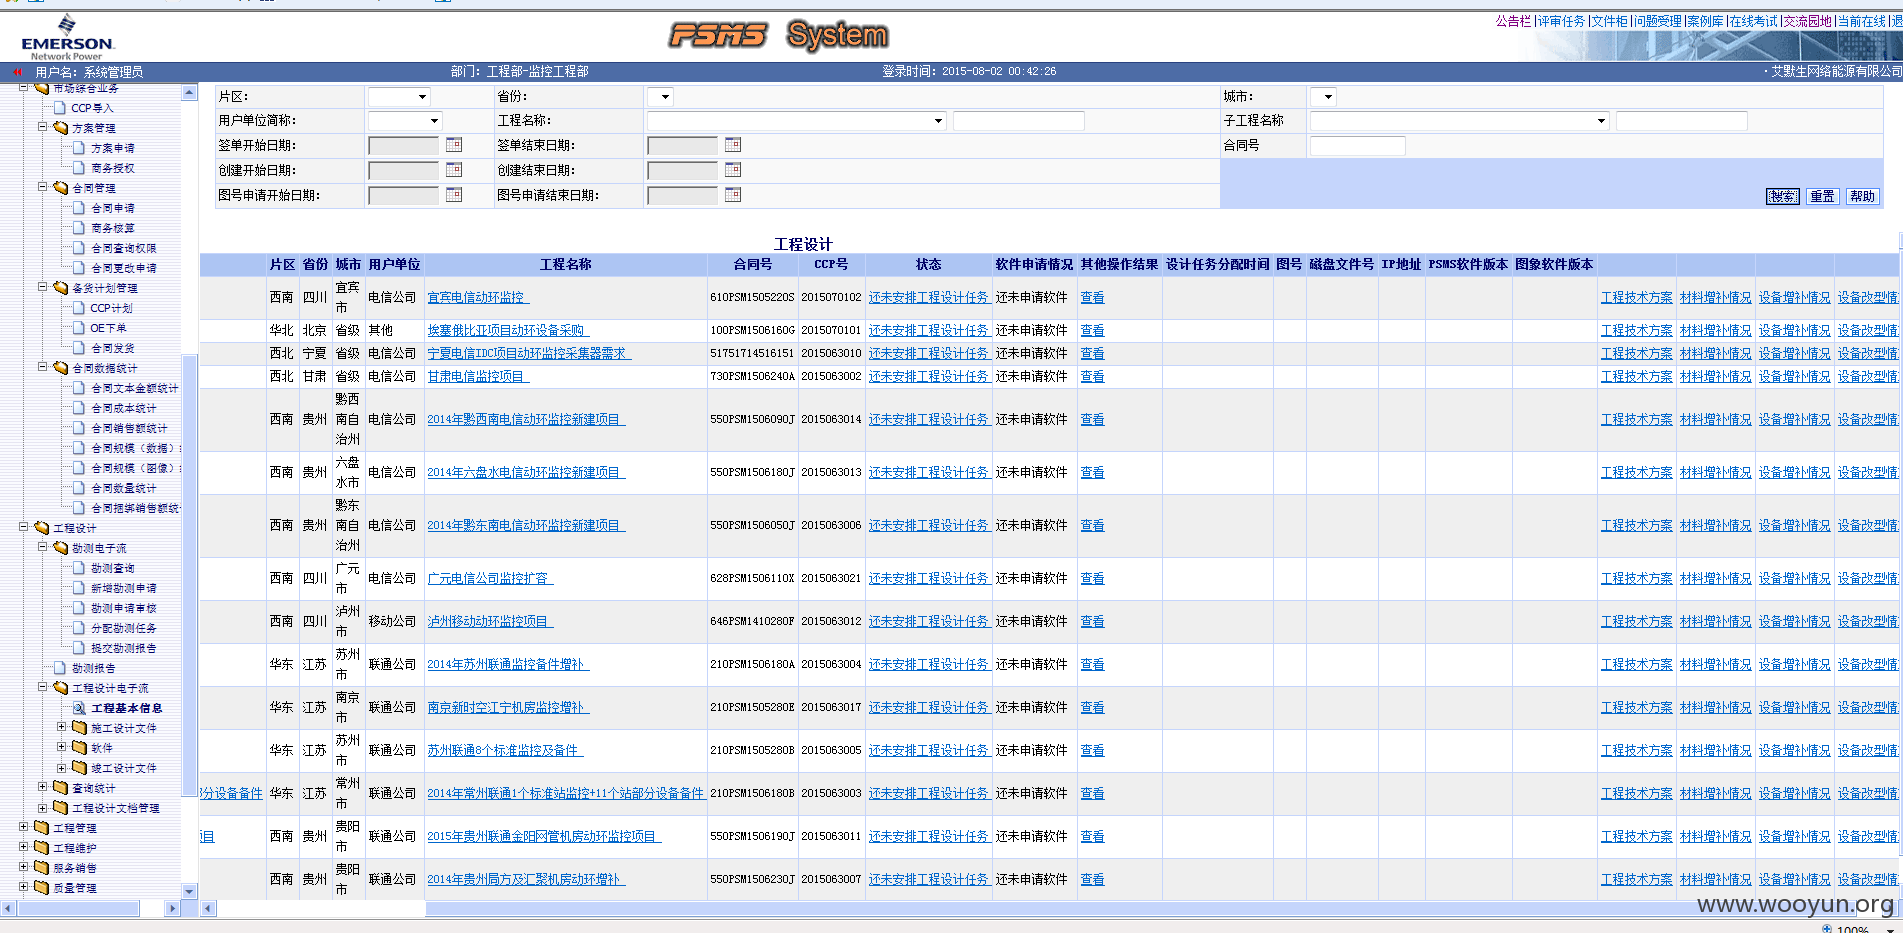 EMERSON
Network Power
PSMS System
公告栏|评审任务|文件柜|问题受理|案例库|在线考试|交流园地|当前在线|退
用户名: 系统管理员 部门: 工程部-监控工程部 登录时间: 2015-08-02 00:42:26 ·艾默生网络能源有限公司
市场综合业务
CCP导入
方案管理
方案申请
商务授权
合同管理
合同申请
商务核算
合同查询权限
合同更改申请
备货计划管理
CCP计划
OE下单
合同发货
合同数据统计
合同文本金额统计
合同成本统计
合同销售额统计
合同规模（数据）
合同规模（图像）
合同数量统计
合同捆绑销售额统
工程设计
勘测电子流
勘测查询
新增勘测申请
勘测申请审核
分配勘测任务
提交勘测报告
勘测报告
工程设计电子流
工程基本信息
施工设计文件
软件
竣工设计文件
查询统计
工程设计文档管理
工程管理
工程维护
服务销售
质量管理
片区: 省份: 城市:
用户单位简称: 工程名称: 子工程名称
签单开始日期: 签单结束日期: 合同号
创建开始日期: 创建结束日期:
图号申请开始日期: 图号申请结束日期: 搜索 重置 帮助
工程设计
片区 省份 城市 用户单位 工程名称 合同号 CCP号 状态 软件申请情况 其他操作结果 设计任务分配时间 图号 磁盘文件号 IP地址 PSMS软件版本 图象软件版本
西南 四川 宜宾市 电信公司 宜宾电信动环监控 610PSM1505220S 2015070102 还未安排工程设计任务 还未申请软件 查看 工程技术方案 材料增补情况 设备增补情况 设备改型情
华北 北京 省级 其他 埃塞俄比亚项目动环设备采购 100PSM1506160G 2015070101 还未安排工程设计任务 还未申请软件 查看 工程技术方案 材料增补情况 设备增补情况 设备改型情
西北 宁夏 省级 电信公司 宁夏电信IDC项目动环监控采集器需求 51751714516151 2015063010 还未安排工程设计任务 还未申请软件 查看 工程技术方案 材料增补情况 设备增补情况 设备改型情
西北 甘肃 省级 电信公司 甘肃电信监控项目 730PSM1506240A 2015063002 还未安排工程设计任务 还未申请软件 查看 工程技术方案 材料增补情况 设备增补情况 设备改型情
西南 贵州 黔西南自治州 电信公司 2014年黔西南电信动环监控新建项目 550PSM1506090J 2015063014 还未安排工程设计任务 还未申请软件 查看 工程技术方案 材料增补情况 设备增补情况 设备改型情
西南 贵州 六盘水市 电信公司 2014年六盘水电信动环监控新建项目 550PSM1506180J 2015063013 还未安排工程设计任务 还未申请软件 查看 工程技术方案 材料增补情况 设备增补情况 设备改型情
西南 贵州 黔东南自治州 电信公司 2014年黔东南电信动环监控新建项目 550PSM1506050J 2015063006 还未安排工程设计任务 还未申请软件 查看 工程技术方案 材料增补情况 设备增补情况 设备改型情
西南 四川 广元市 电信公司 广元电信公司监控扩容 628PSM1506110X 2015063021 还未安排工程设计任务 还未申请软件 查看 工程技术方案 材料增补情况 设备增补情况 设备改型情
西南 四川 泸州市 移动公司 泸州移动动环监控项目 646PSM1410280F 2015063012 还未安排工程设计任务 还未申请软件 查看 工程技术方案 材料增补情况 设备增补情况 设备改型情
华东 江苏 苏州市 联通公司 2014年苏州联通监控备件增补 210PSM1506180A 2015063004 还未安排工程设计任务 还未申请软件 查看 工程技术方案 材料增补情况 设备增补情况 设备改型情
华东 江苏 南京市 联通公司 南京新时空江宁机房监控增补 210PSM1505280E 2015063017 还未安排工程设计任务 还未申请软件 查看 工程技术方案 材料增补情况 设备增补情况 设备改型情
华东 江苏 苏州市 联通公司 苏州联通8个标准监控及备件 210PSM1505280B 2015063005 还未安排工程设计任务 还未申请软件 查看 工程技术方案 材料增补情况 设备增补情况 设备改型情
部分设备备件 华东 江苏 常州市 联通公司 2014年常州联通1个标准站监控+11个站部分设备备件 210PSM1506180B 2015063003 还未安排工程设计任务 还未申请软件 查看 工程技术方案 材料增补情况 设备增补情况 设备改型情
项目 西南 贵州 贵阳市 联通公司 2015年贵州联通金阳网管机房动环监控项目 550PSM1506190J 2015063011 还未安排工程设计任务 还未申请软件 查看 工程技术方案 材料增补情况 设备增补情况 设备改型情
西南 贵州 贵阳市 联通公司 2014年贵州局方及汇聚机房动环增补 550PSM1506230J 2015063007 还未安排工程设计任务 还未申请软件 查看 工程技术方案 材料增补情况 设备增补情况 设备改型情
www.wooyun.org
100%